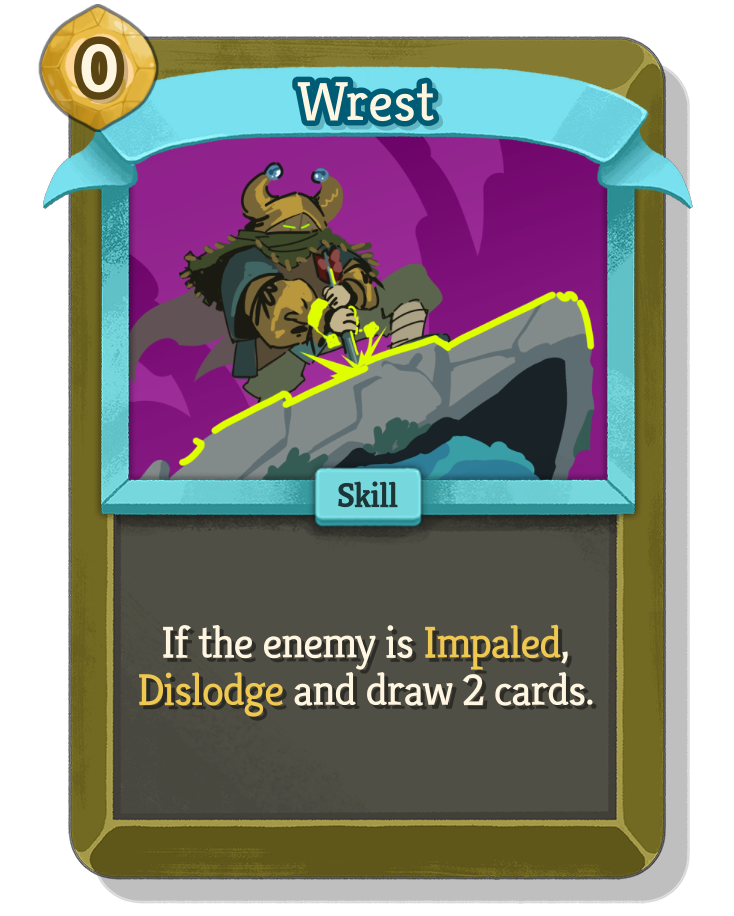 0
Wrest
Skill
If the enemy is Impaled,
Dislodge and draw 2 cards.